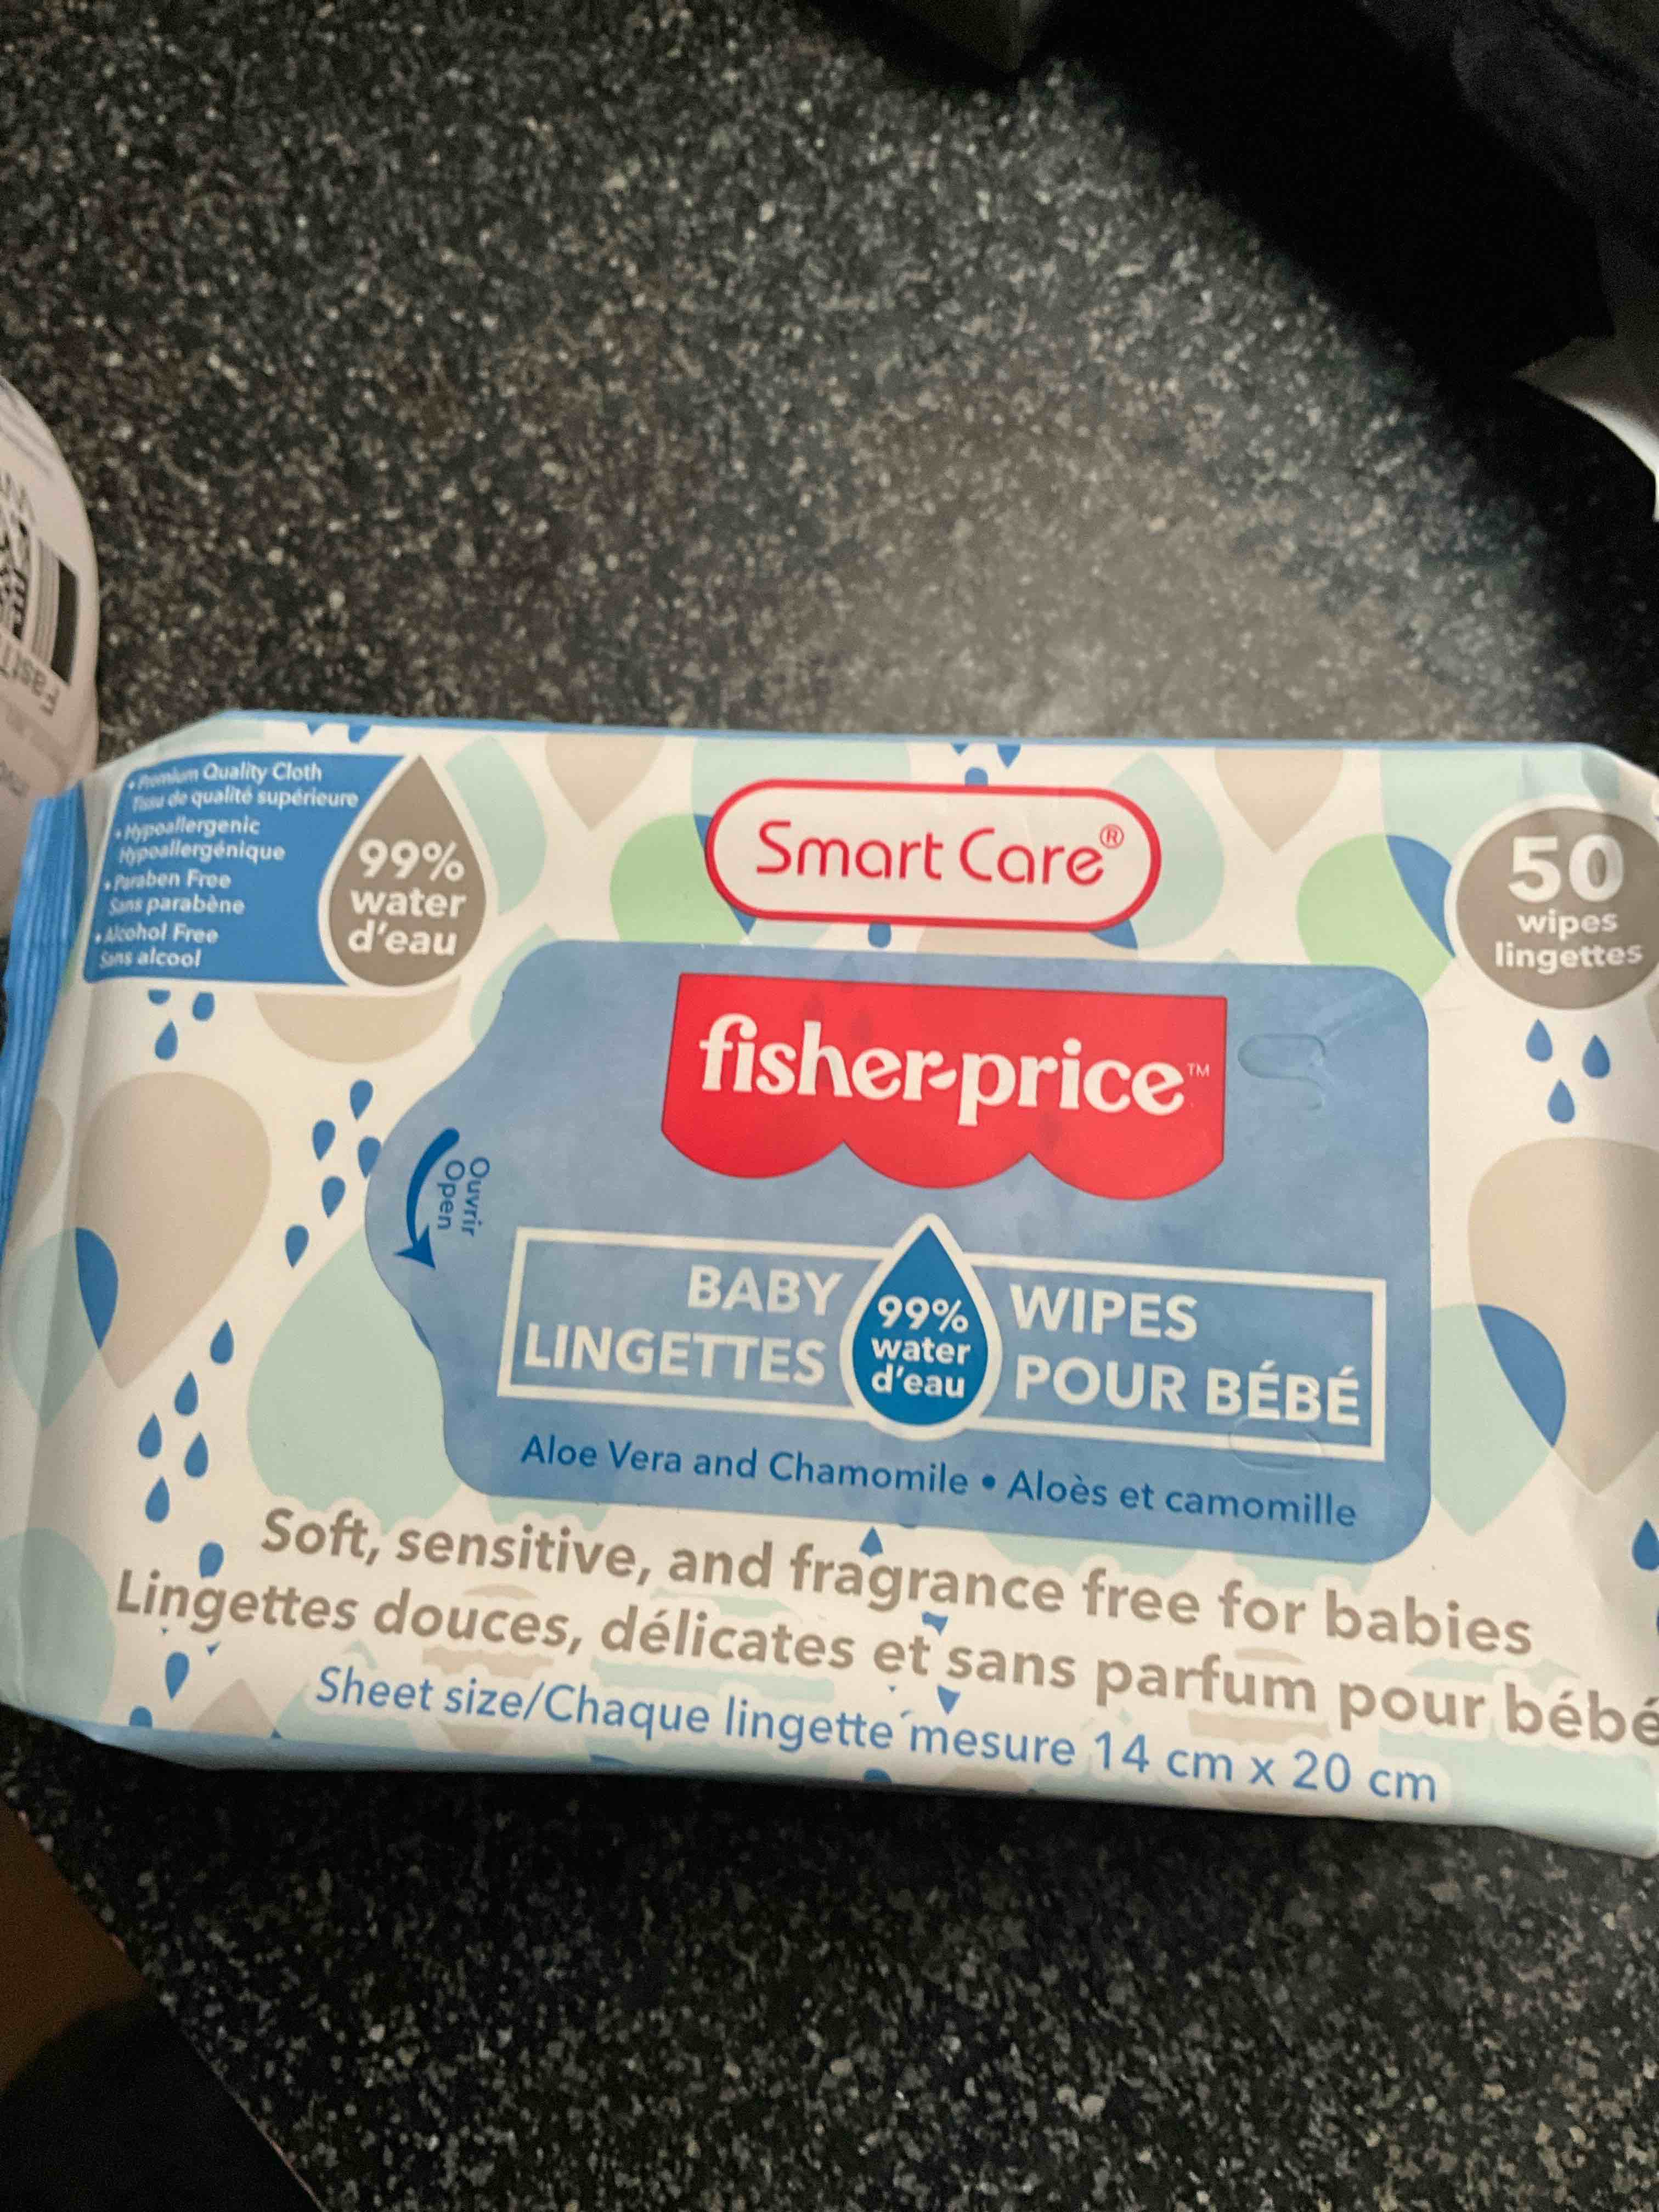 • Premium Quality Cloth
Tissu de qualité supérieure
• Hypoallergenic
Hypoallergénique
• Paraben Free
Sans parabène
• Alcohol Free
Sans alcool
99%
water
d'eau
Smart Care®
50
wipes
lingettes
fisher-price™
Ouvrir
Open
BABY WIPES
LINGETTES POUR BÉBÉ
99%
water
d'eau
Aloe Vera and Chamomile • Aloès et camomille
Soft, sensitive, and fragrance free for babies
Lingettes douces, délicates et sans parfum pour bébé
Sheet size/Chaque lingette mesure 14 cm x 20 cm